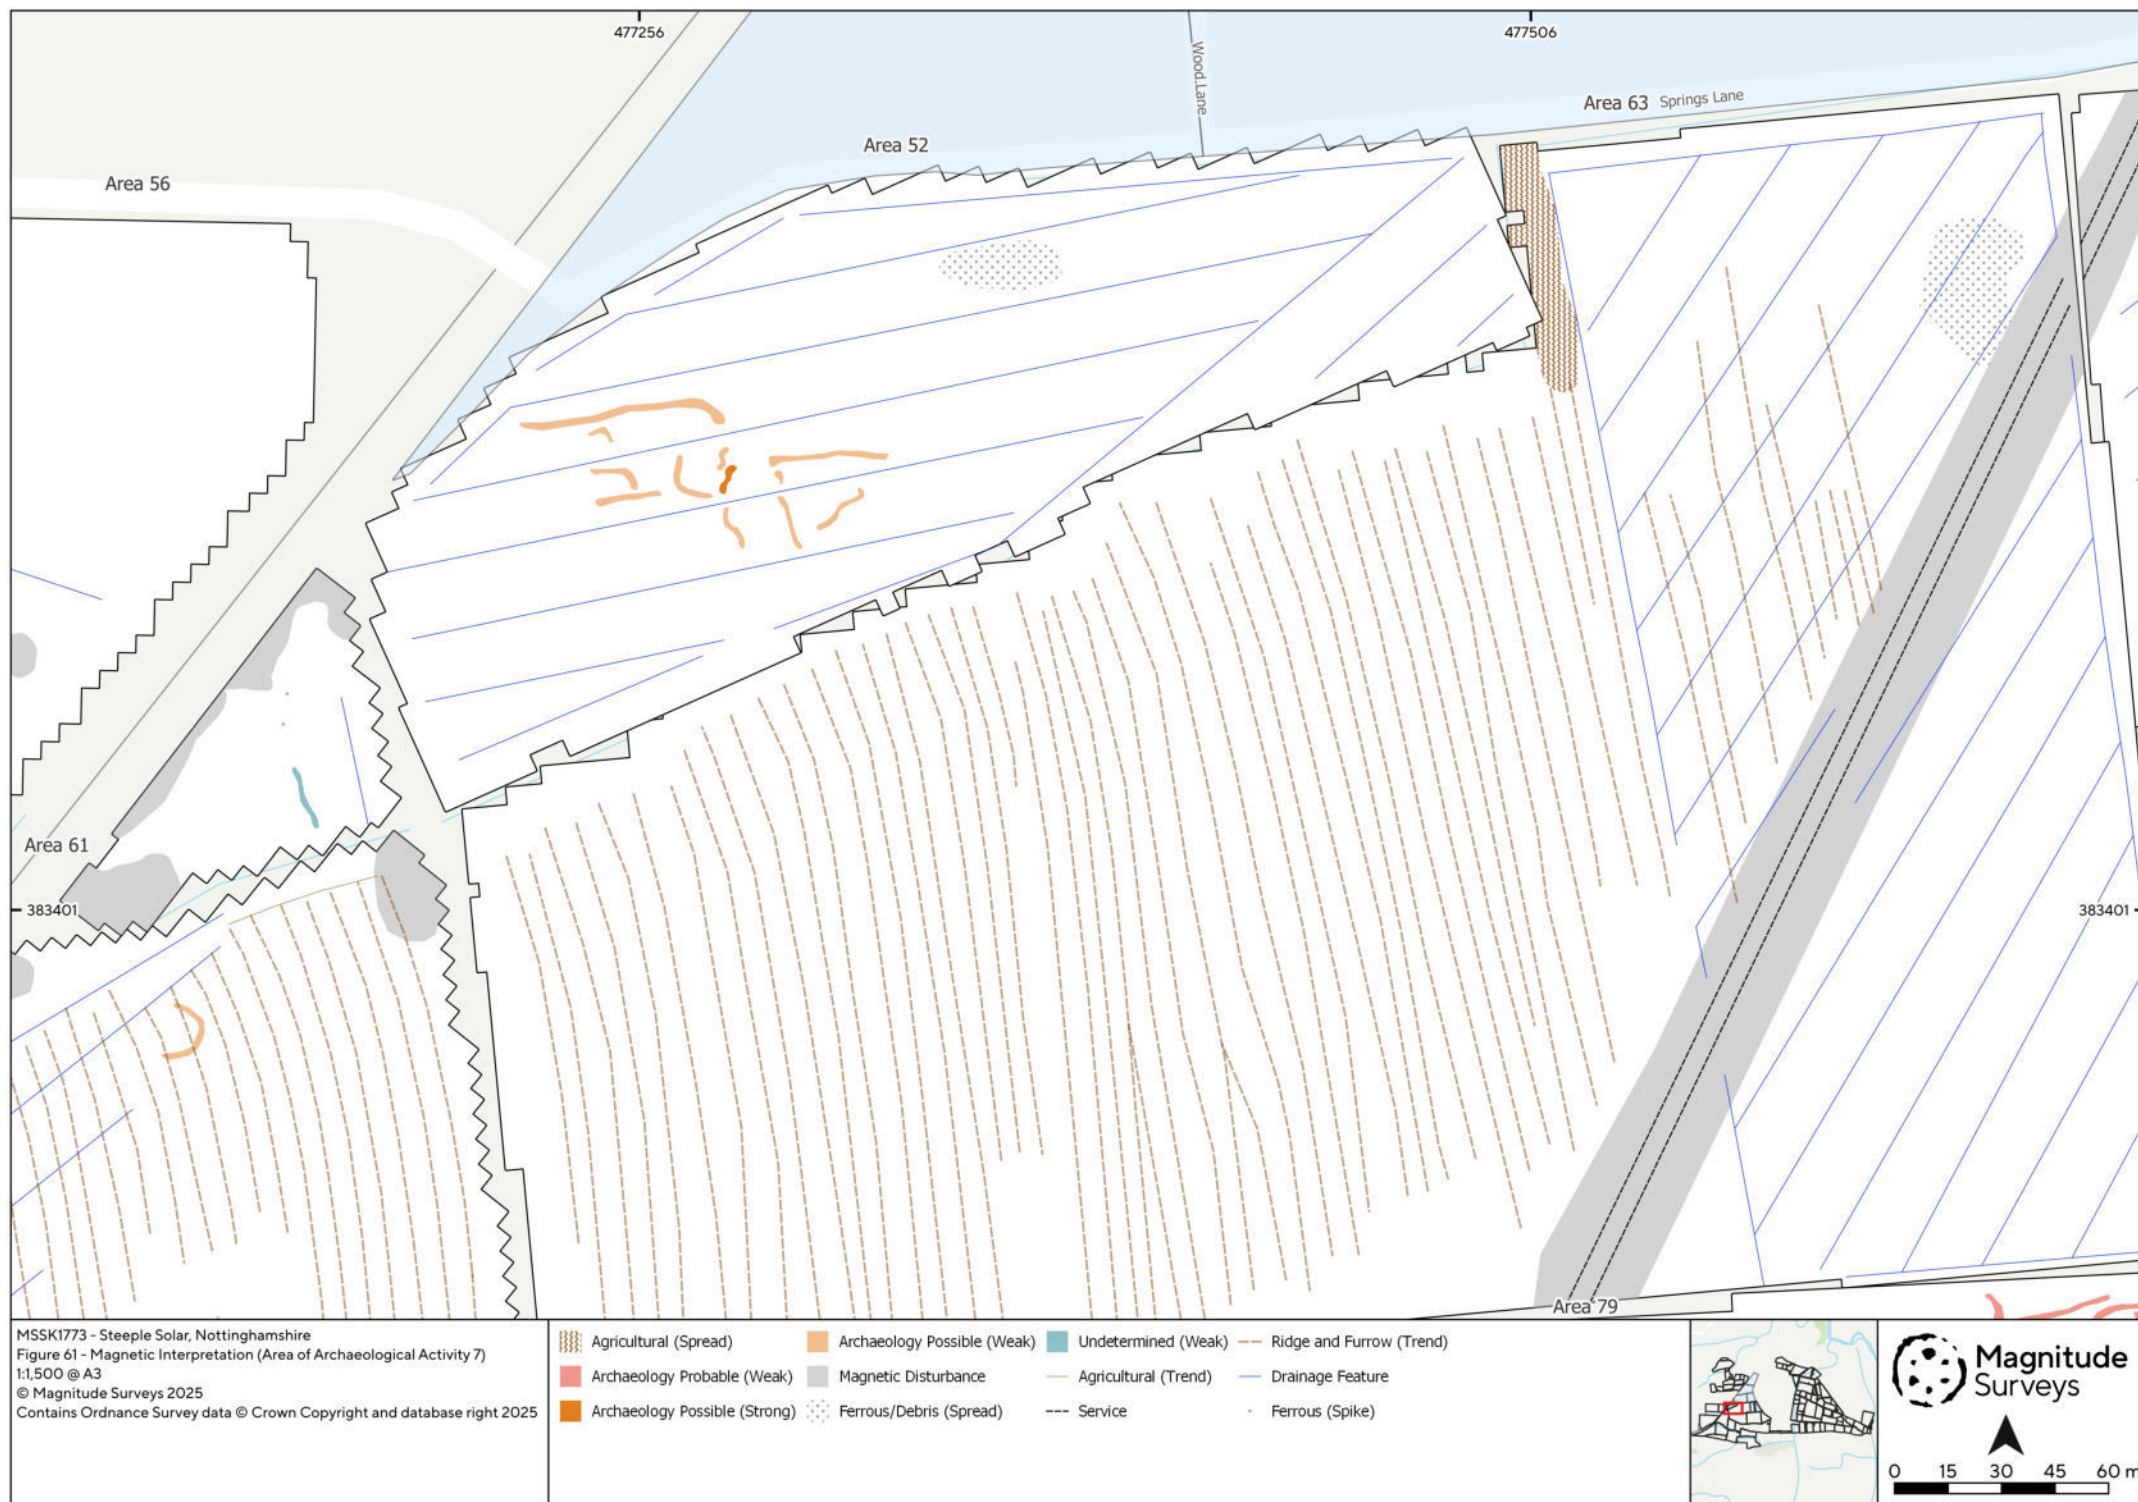 477256
477506
Wood Lane
Area 63
Springs Lane
Area 52
Area 56
Area 61
383401
383401
Area 79
MSSK1773 - Steeple Solar, Nottinghamshire
Figure 61 - Magnetic Interpretation (Area of Archaeological Activity 7)
1:1,500 @ A3
© Magnitude Surveys 2025
Contains Ordnance Survey data © Crown Copyright and database right 2025
Agricultural (Spread)
Archaeology Probable (Weak)
Archaeology Possible (Strong)
Archaeology Possible (Weak)
Magnetic Disturbance
Ferrous/Debris (Spread)
Undetermined (Weak)
Agricultural (Trend)
Service
Ridge and Furrow (Trend)
Drainage Feature
Ferrous (Spike)
Magnitude
Surveys
0 15 30 45 60 m